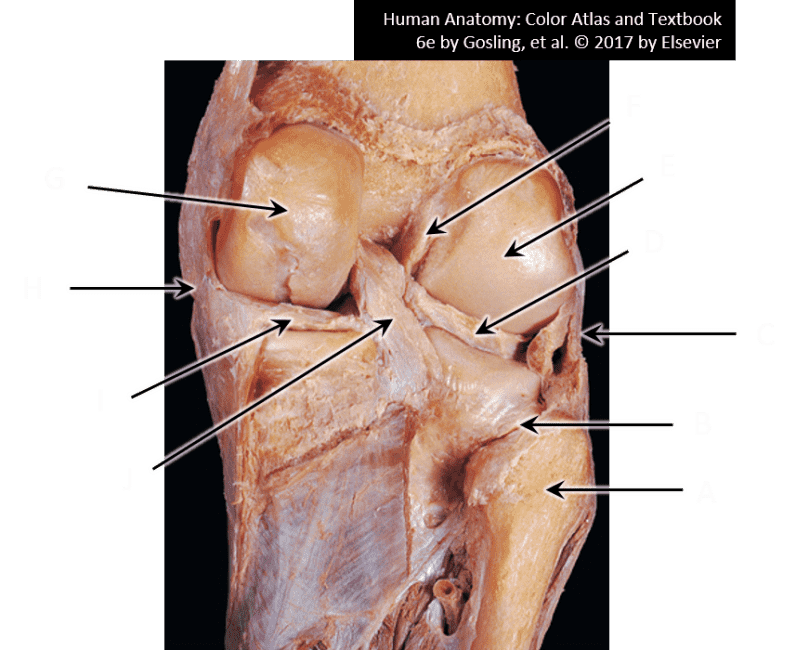 Human Anatomy: Color Atlas and Textbook
6e by Gosling, et al. © 2017 by Elsevier
F
E
G
D
H
C
I
B
J
A